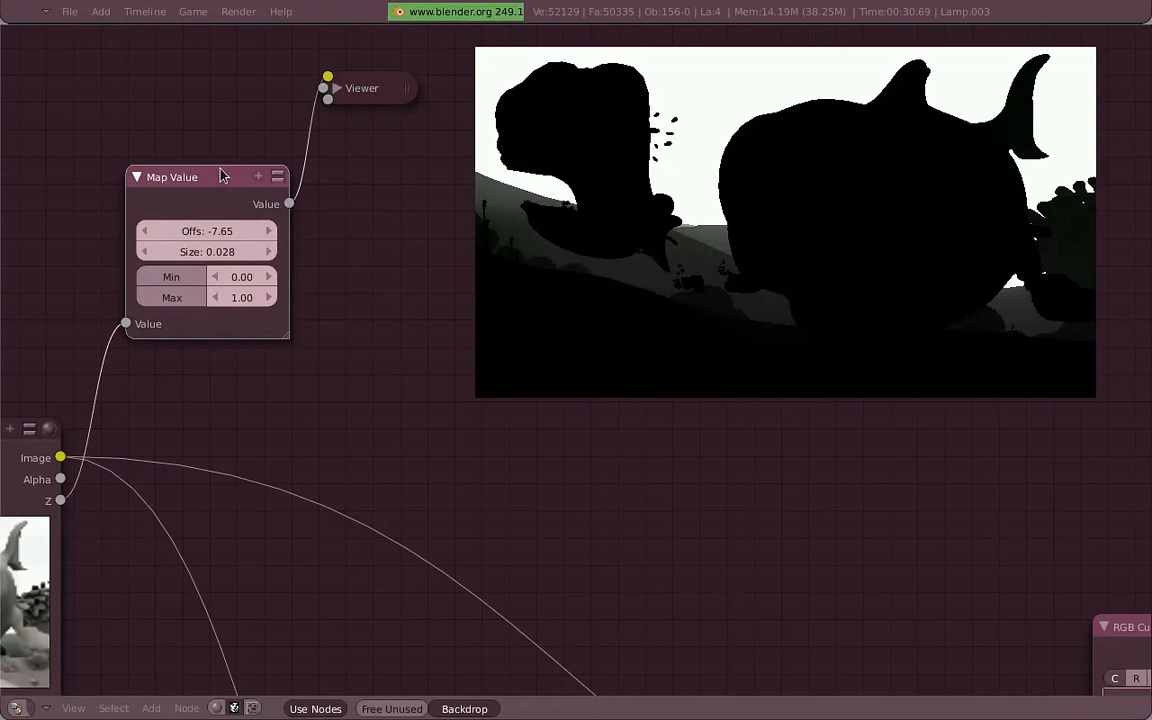 File Add Timeline Game Render Help www.blender.org 249.1 Ve:52129 | Fa:50335 | Ob:156-0 | La:4 | Mem:14.19M (38.25M) | Time:00:30.69 | Lamp.003
Viewer
Map Value
Value
Offs: -7.65
Size: 0.028
Min 0.00
Max 1.00
Value
Image
Alpha
Z
RGB Cu
C R
View Select Add Node Use Nodes Free Unused Backdrop